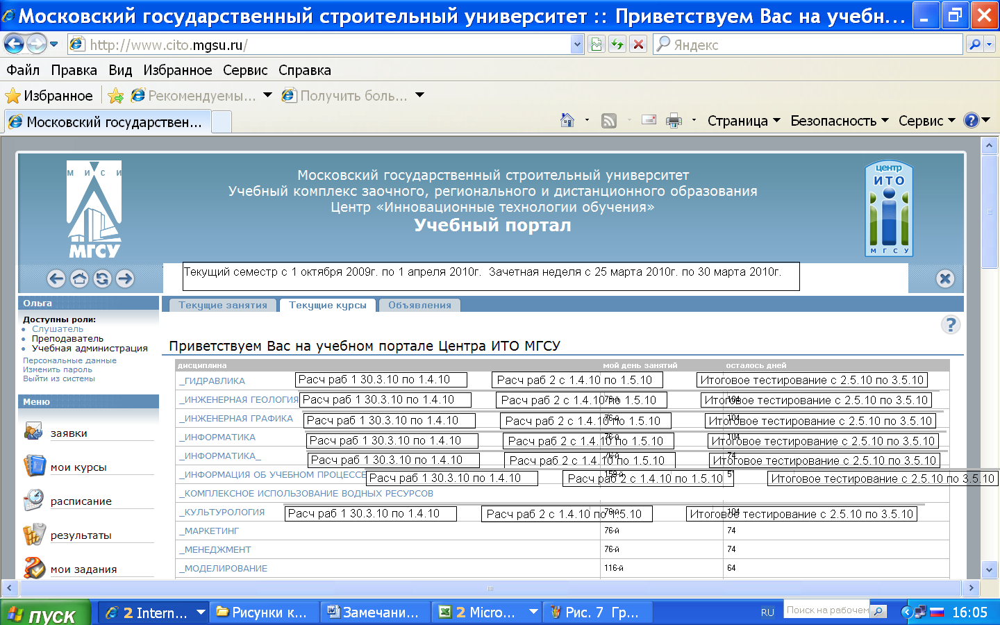 Московский государственный строительный университет :: Приветствуем Вас на учебн...
http://www.cito.mgsu.ru/
Яндекс
Файл Правка Вид Избранное Сервис Справка
Избранное Рекомендуемы... Получить боль...
Московский государствен... Страница Безопасность Сервис
МИСИ
МГСУ
Московский государственный строительный университет
Учебный комплекс заочного, регионального и дистанционного образования
Центр «Инновационные технологии обучения»
Учебный портал
центр
ИТО
МГСУ
Текущий семестр с 1 октября 2009г. по 1 апреля 2010г. Зачетная неделя с 25 марта 2010г. по 30 марта 2010г.
Ольга
Доступны роли:
Слушатель
Преподаватель
Учебная администрация
Персональные данные
Изменить пароль
Выйти из системы
Меню
заявки
мои курсы
расписание
результаты
мои задания
Текущие занятия Текущие курсы Объявления
Приветствуем Вас на учебном портале Центра ИТО МГСУ
дисциплина мой день занятий осталось дней
_ГИДРАВЛИКА Расч раб 1 30.3.10 по 1.4.10 Расч раб 2 с 1.4.10 по 1.5.10 Итоговое тестирование с 2.5.10 по 3.5.10
_ИНЖЕНЕРНАЯ ГЕОЛОГИЯ Расч раб 1 30.3.10 по 1.4.10 Расч раб 2 с 1.4.10 по 1.5.10 76-й Итоговое тестирование с 2.5.10 по 3.5.10 104
_ИНЖЕНЕРНАЯ ГРАФИКА Расч раб 1 30.3.10 по 1.4.10 Расч раб 2 с 1.4.10 по 1.5.10 76-й Итоговое тестирование с 2.5.10 по 3.5.10 104
_ИНФОРМАТИКА Расч раб 1 30.3.10 по 1.4.10 Расч раб 2 с 1.4.10 по 1.5.10 76-й Итоговое тестирование с 2.5.10 по 3.5.10 104
_ИНФОРМАТИКА_ Расч раб 1 30.3.10 по 1.4.10 Расч раб 2 с 1.4.10 по 1.5.10 76-й Итоговое тестирование с 2.5.10 по 3.5.10 74
_ИНФОРМАЦИЯ ОБ УЧЕБНОМ ПРОЦЕССЕ Расч раб 1 30.3.10 по 1.4.10 Расч раб 2 с 1.4.10 по 1.5.10 159-й Итоговое тестирование с 2.5.10 по 3.5.10
_КОМПЛЕКСНОЕ ИСПОЛЬЗОВАНИЕ ВОДНЫХ РЕСУРСОВ
_КУЛЬТУРОЛОГИЯ Расч раб 1 30.3.10 по 1.4.10 Расч раб 2 с 1.4.10 по 1.5.10 76-й Итоговое тестирование с 2.5.10 по 3.5.10 104
_МАРКЕТИНГ 76-й 74
_МЕНЕДЖМЕНТ 76-й 74
_МОДЕЛИРОВАНИЕ 116-й 64
пуск 2 Intern... Рисунки к... Замечани... 2 Micro... Рис. 7 Гр... RU Поиск на рабочем 16:05